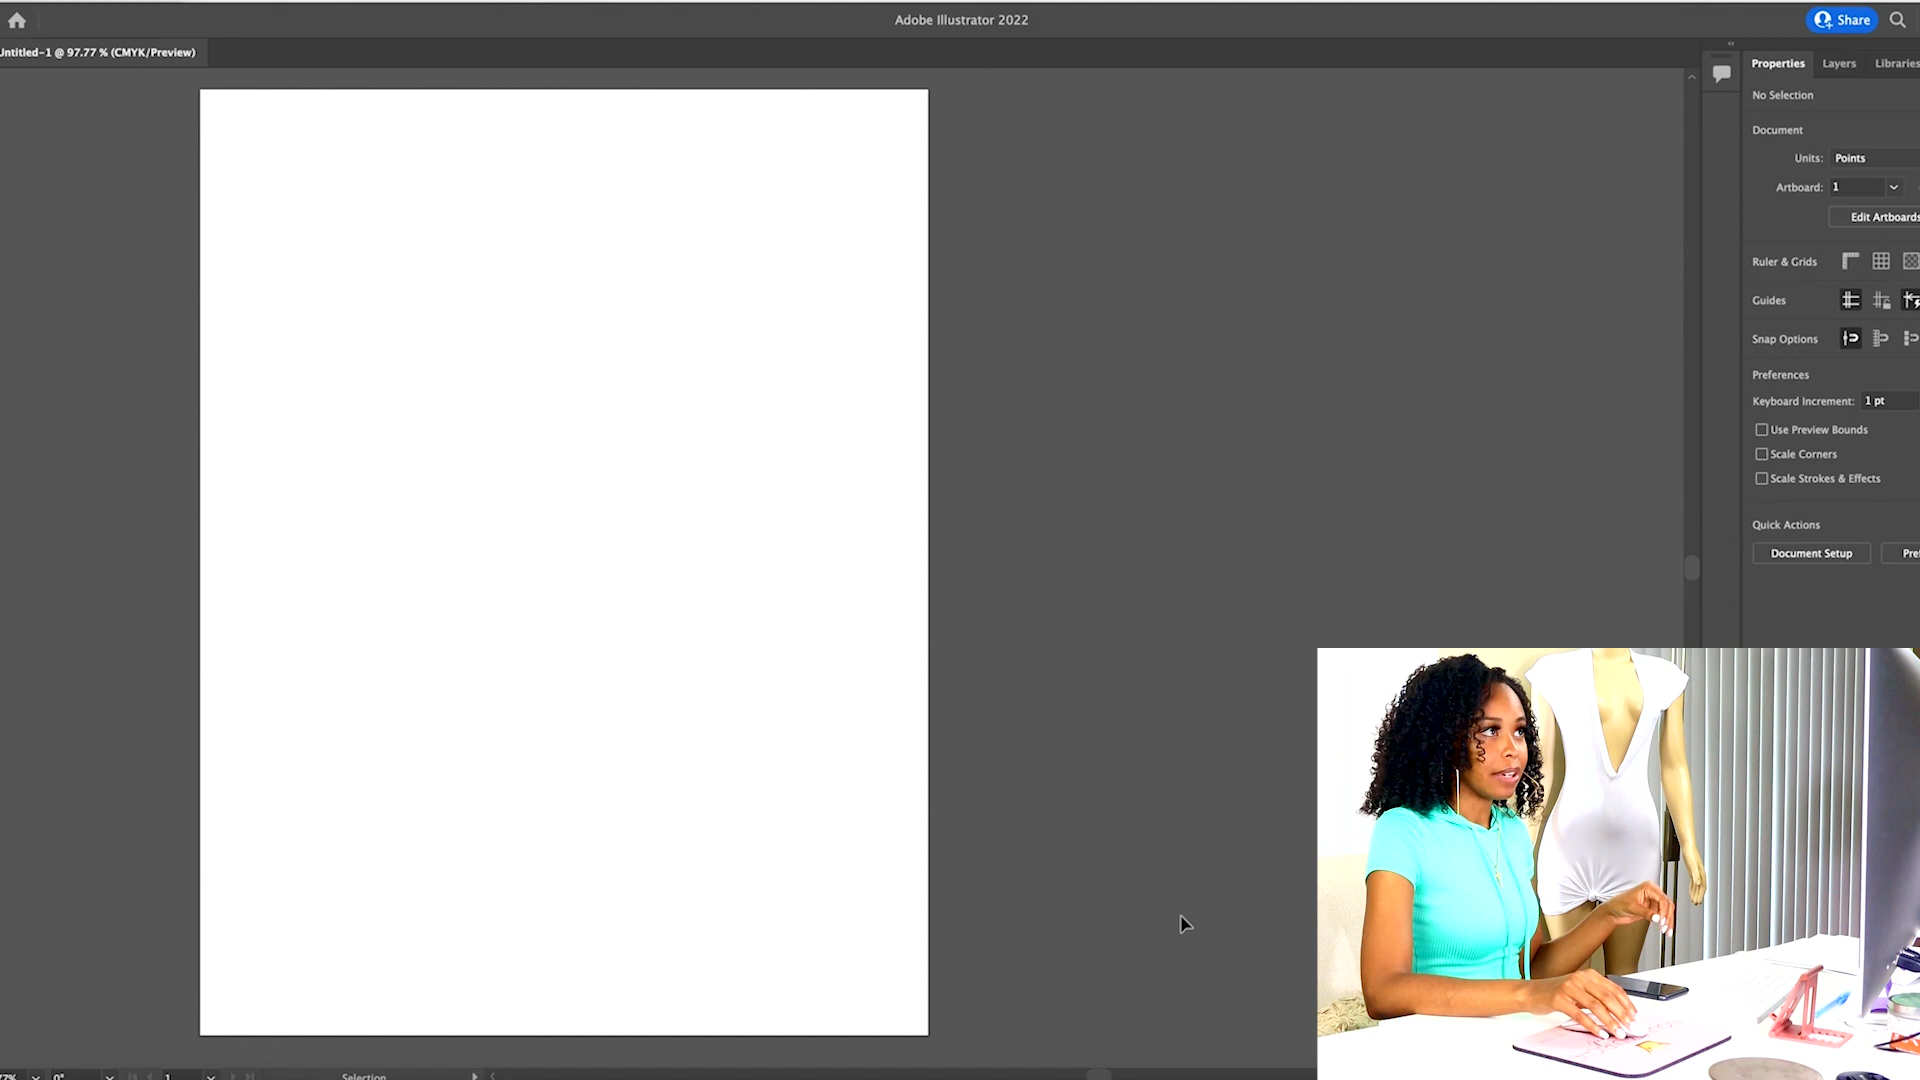 Adobe Illustrator 2022
Share
Untitled-1 @ 97.77 % (CMYK/Preview)
Properties
Layers
Libraries
No Selection
Document
Units: Points
Artboard: 1
Edit Artboards
Ruler & Grids
Guides
Snap Options
Preferences
Keyboard Increment: 1 pt
Use Preview Bounds
Scale Corners
Scale Strokes & Effects
Quick Actions
Document Setup
0°
1
Selection